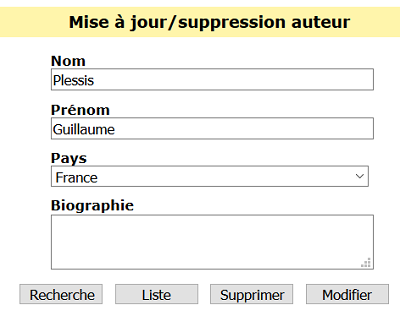 Mise à jour/suppression auteur
Nom
Plessis
Prénom
Guillaume
Pays
France
Biographie
Recherche Liste Supprimer Modifier